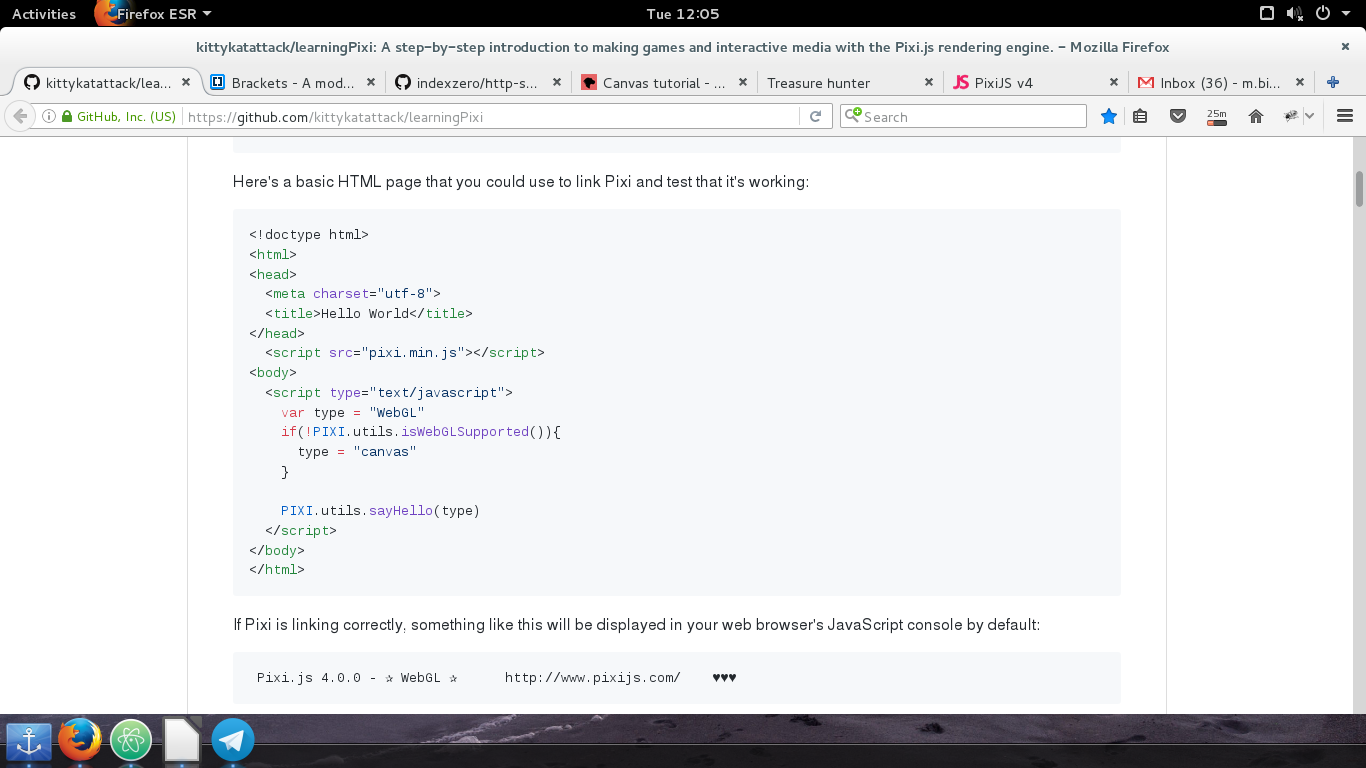 Activities Firefox ESR Tue 12:05
kittykatattack/learningPixi: A step-by-step introduction to making games and interactive media with the Pixi.js rendering engine. - Mozilla Firefox
kittykatattack/lea... Brackets - A mod... indexzero/http-s... Canvas tutorial - ... Treasure hunter PixiJS v4 Inbox (36) - m.bi...
GitHub, Inc. (US) https://github.com/kittykatattack/learningPixi Search 25m
Here's a basic HTML page that you could use to link Pixi and test that it's working:
<!doctype html>
<html>
<head>
  <meta charset="utf-8">
  <title>Hello World</title>
</head>
  <script src="pixi.min.js"></script>
<body>
  <script type="text/javascript">
    var type = "WebGL"
    if(!PIXI.utils.isWebGLSupported()){
      type = "canvas"
    }
    PIXI.utils.sayHello(type)
  </script>
</body>
</html>
If Pixi is linking correctly, something like this will be displayed in your web browser's JavaScript console by default:
Pixi.js 4.0.0 - ✰ WebGL ✰      http://www.pixijs.com/    ♥♥♥